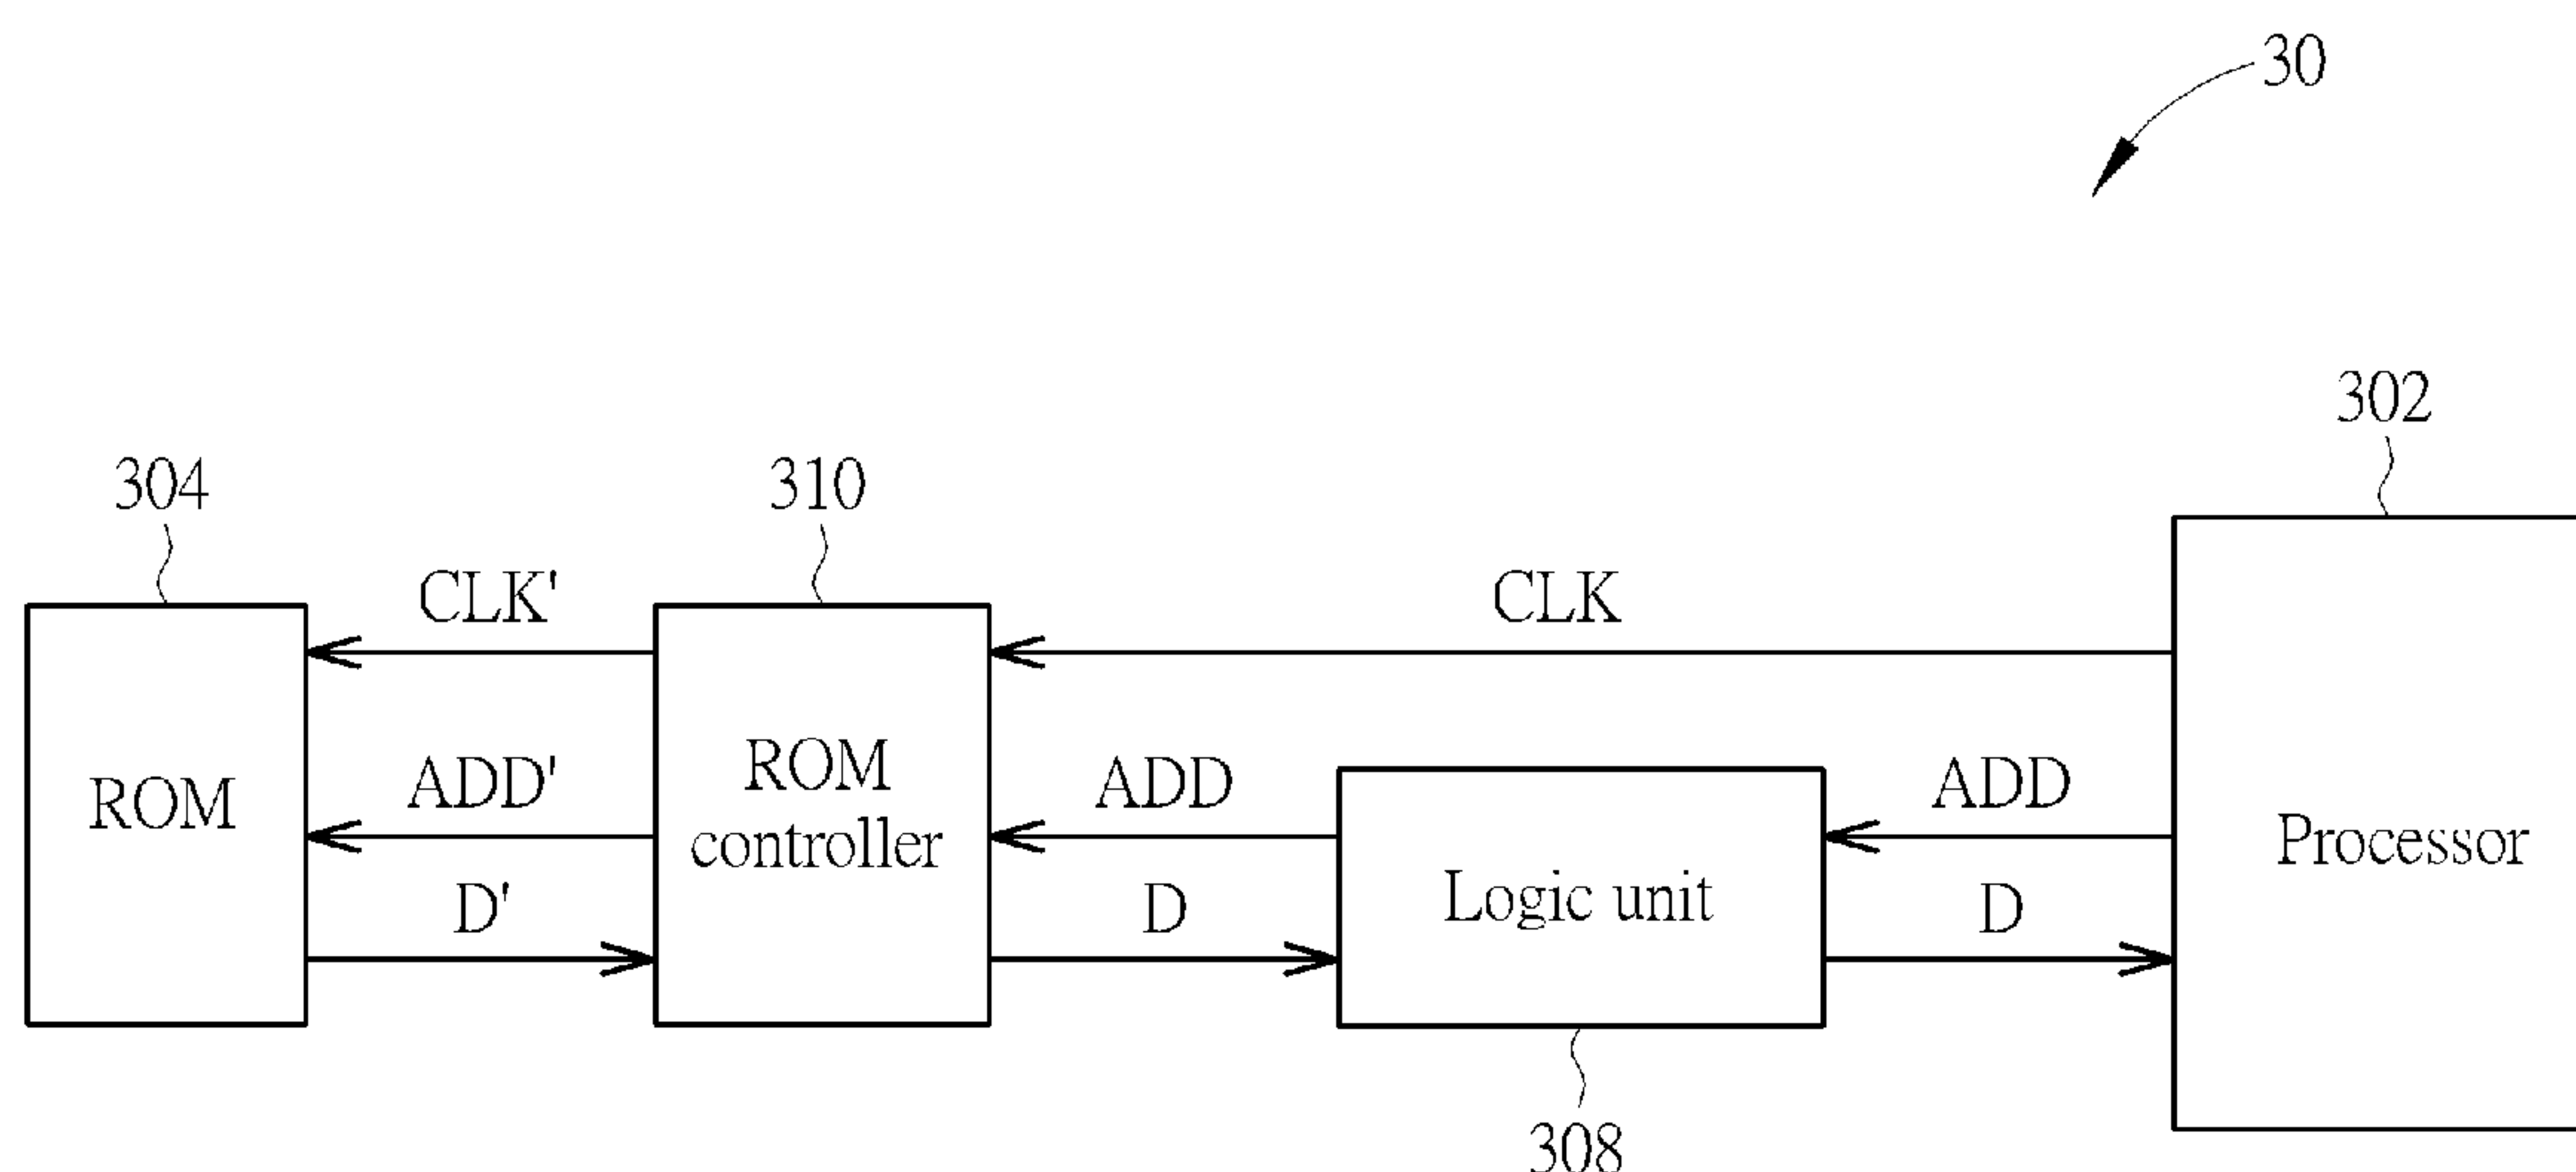 30
302
304
310
CLK'
CLK
ROM
controller
ADD'
ADD
ADD
ROM
Processor
D'
D
Logic unit
D
308